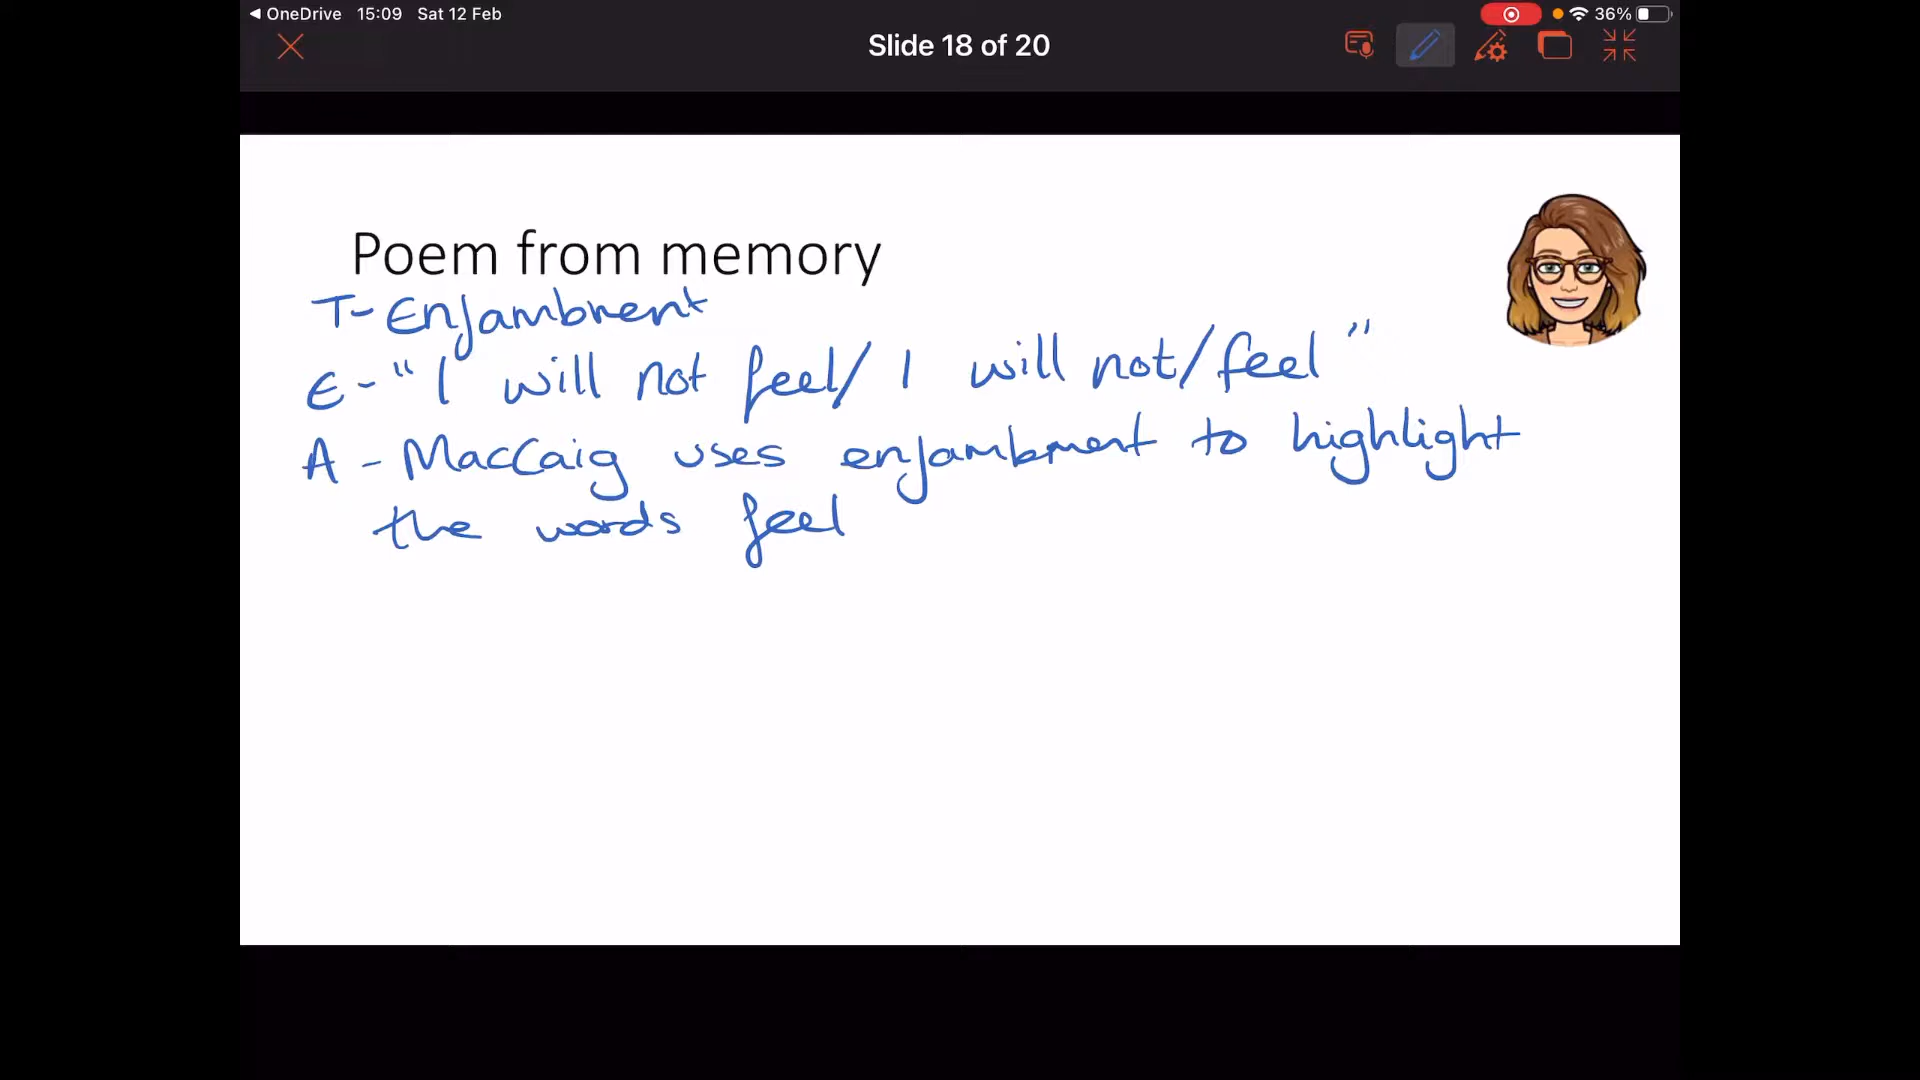 ◀ OneDrive 15:09 Sat 12 Feb 36%
Slide 18 of 20
Poem from memory
T- Enjambment
E- "I will not feel/ I will not/feel"
A - MacCaig uses enjambment to highlight
the words feel